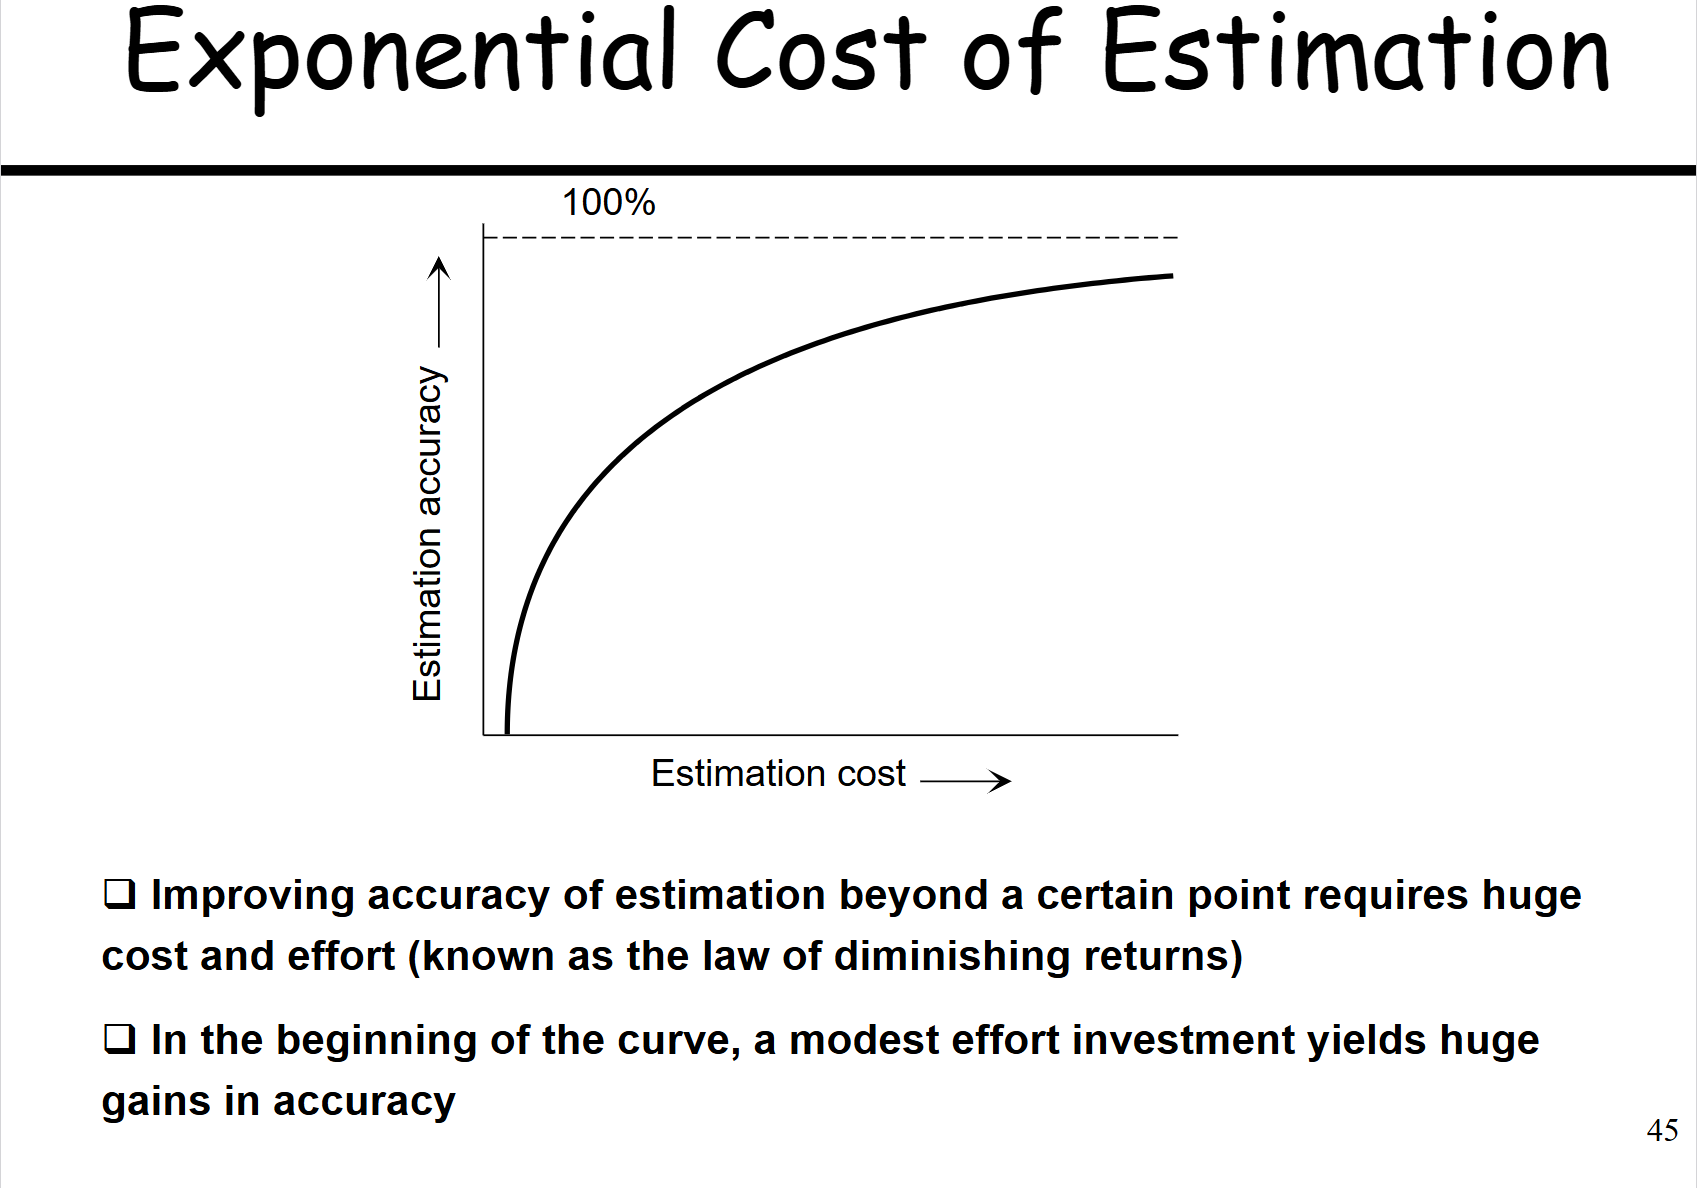 Exponential Cost of Estimation
100%
Estimation accuracy
Estimation cost
❑ Improving accuracy of estimation beyond a certain point requires huge
cost and effort (known as the law of diminishing returns)
❑ In the beginning of the curve, a modest effort investment yields huge
gains in accuracy
45